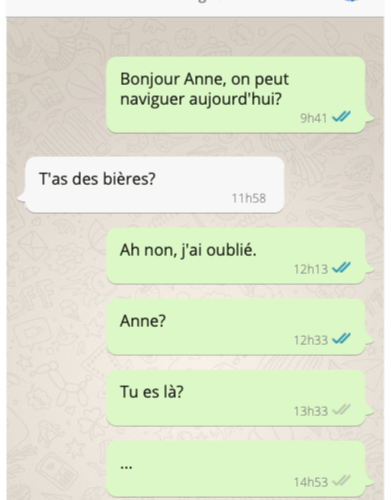 Bonjour Anne, on peut
naviguer aujourd'hui?
9h41
T'as des bières?
11h58
Ah non, j'ai oublié.
12h13
Anne?
12h33
Tu es là?
13h33
...
14h53